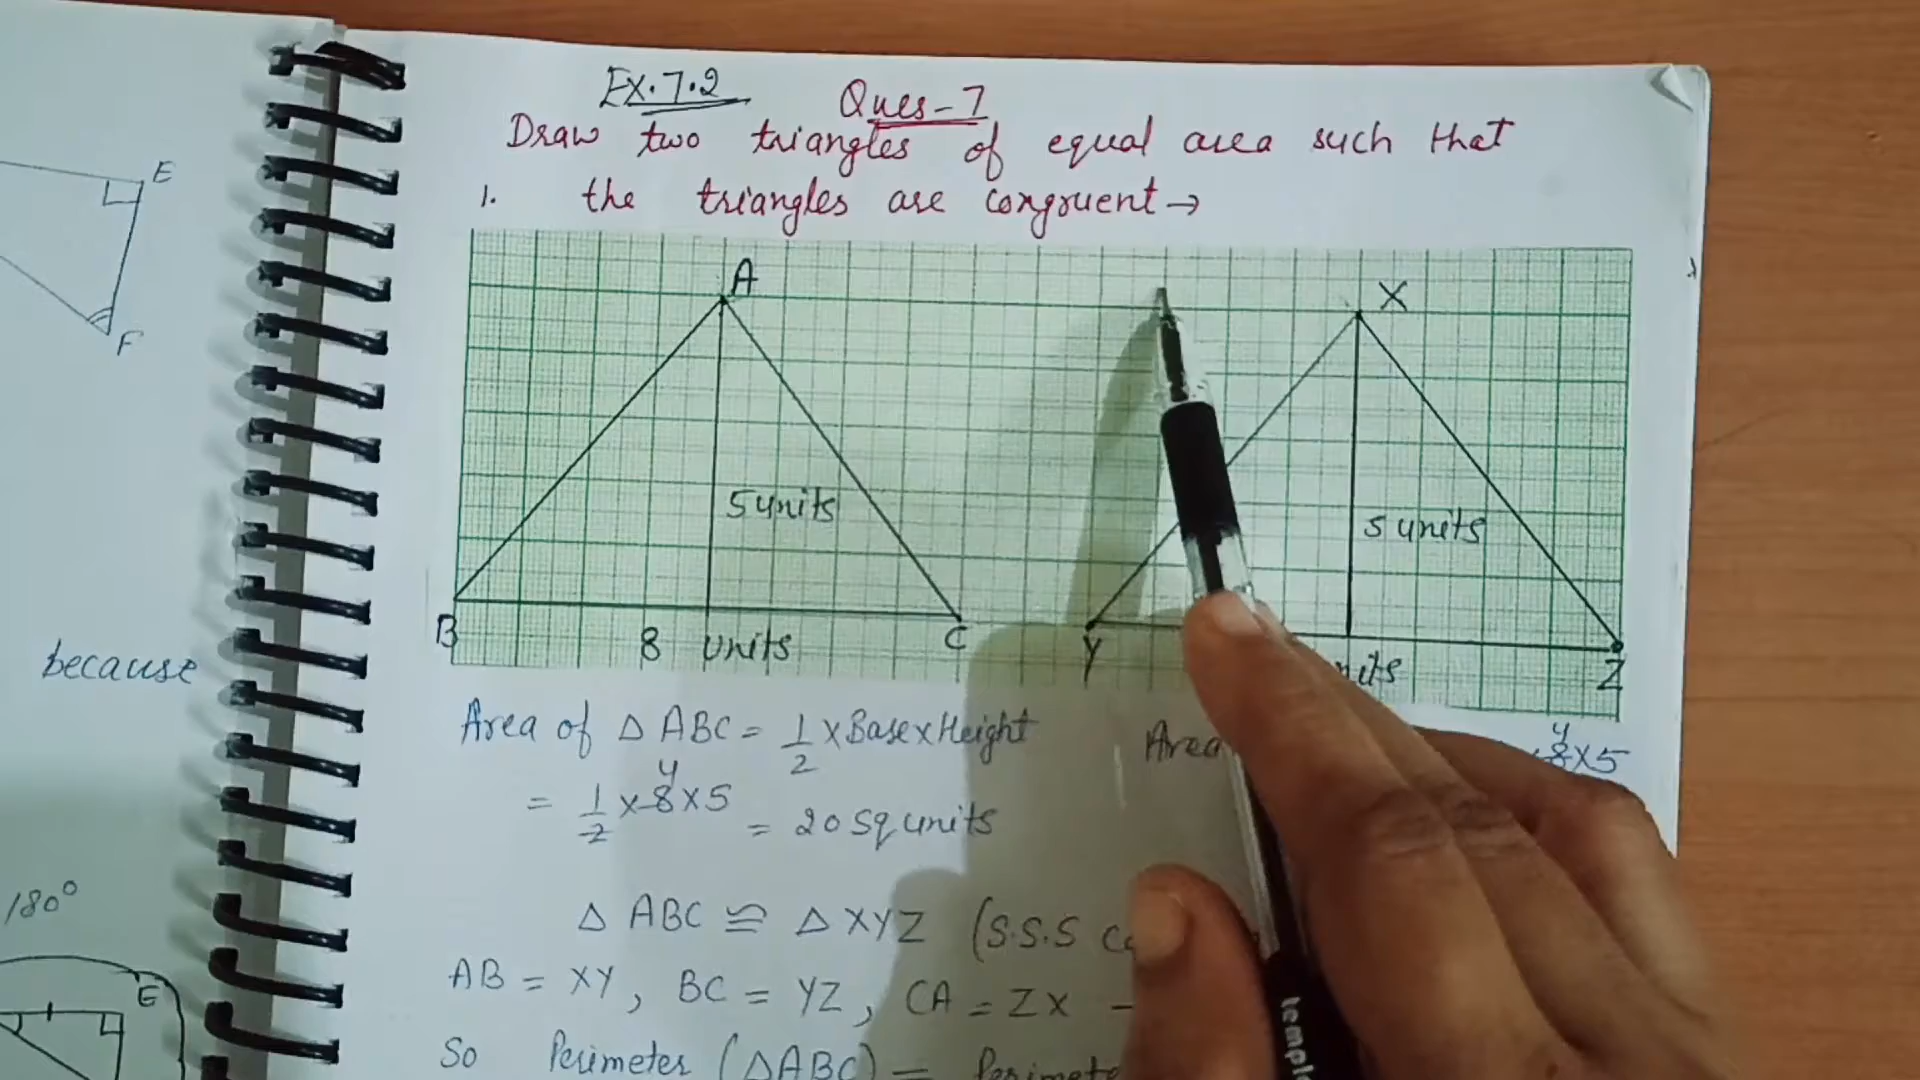 Ex. 7.2
Ques-7
Draw two triangles of equal area such that
1. the triangles are congruent →
A
X
5 units
5 units
B
8 units
C
Y
Z
Area of △ ABC = 1/2 x Base x Height
Area
8x5
4
= 1/2 x 8 x 5 = 20 Sq units
4
△ ABC ≅ △ XYZ (S.S.S
AB = XY, BC = YZ, CA = ZX -
So Perimeter (△ABC) =
E
F
because
180°
E